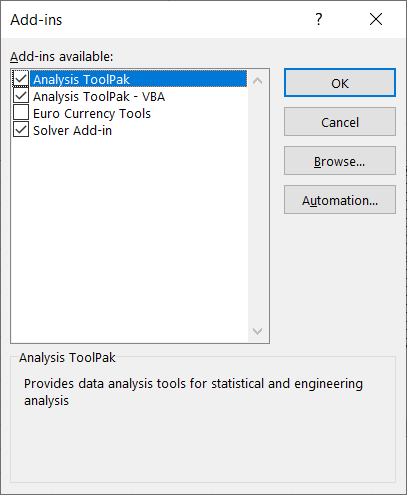 Add-ins
?
Add-ins available:
Analysis ToolPak
Analysis ToolPak - VBA
Euro Currency Tools
Solver Add-in
OK
Cancel
Browse...
Automation...
Analysis ToolPak
Provides data analysis tools for statistical and engineering
analysis